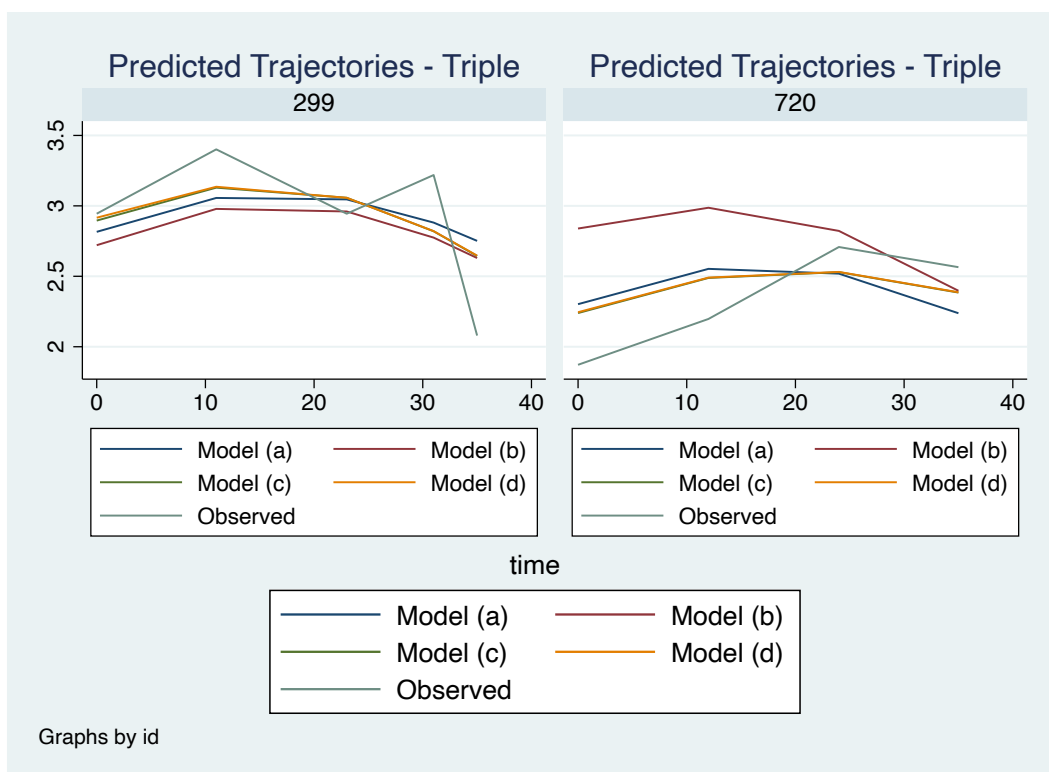 Predicted Trajectories - Triple
Predicted Trajectories - Triple
299
720
3.5
3
2.5
2
0 10 20 30 40
0 10 20 30 40
Model (a) Model (b)
Model (c) Model (d)
Observed
Model (a) Model (b)
Model (c) Model (d)
Observed
time
Model (a) Model (b)
Model (c) Model (d)
Observed
Graphs by id